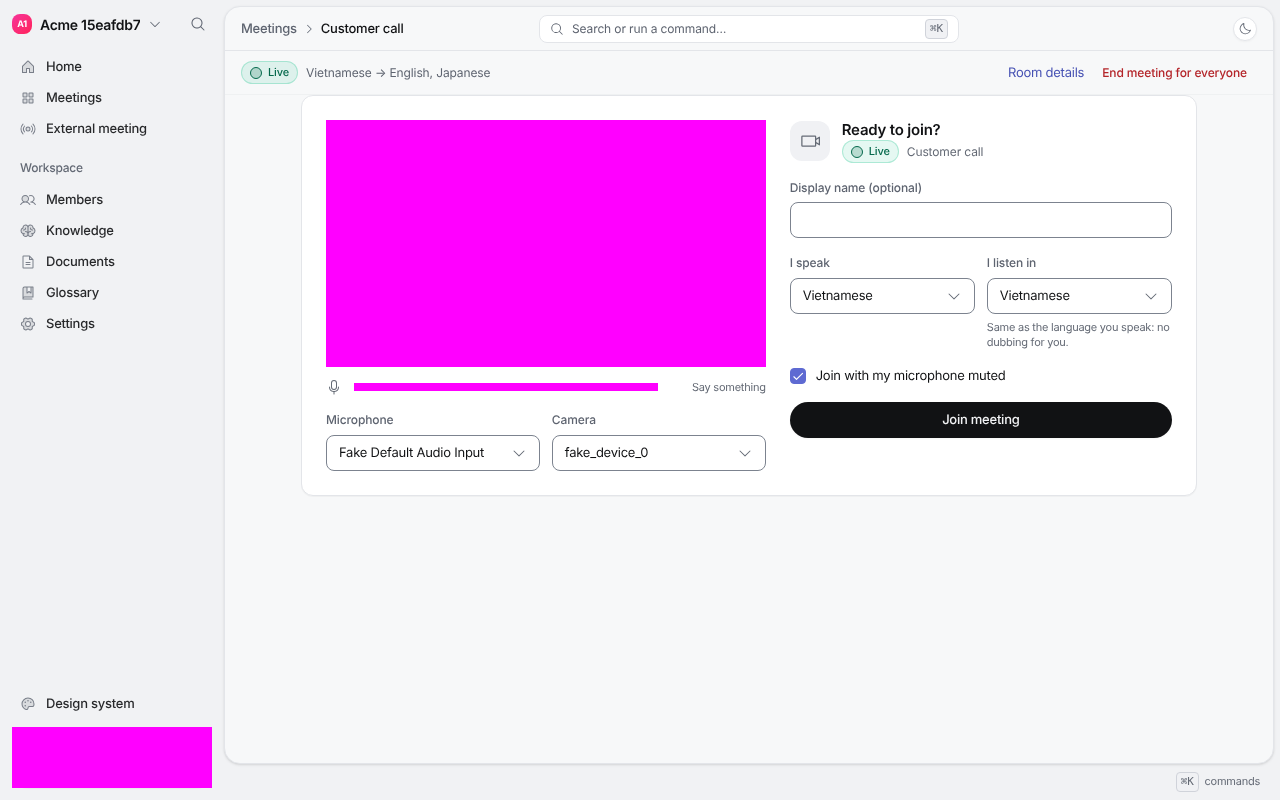 A1 Acme 15eafdb7
Home
Meetings
External meeting
Workspace
Members
Knowledge
Documents
Glossary
Settings
Design system
Meetings > Customer call
Search or run a command...
⌘K
Live Vietnamese → English, Japanese
Room details
End meeting for everyone
Say something
Microphone
Camera
Fake Default Audio Input
fake_device_0
Ready to join?
Live Customer call
Display name (optional)
I speak
I listen in
Vietnamese
Vietnamese
Same as the language you speak: no
dubbing for you.
Join with my microphone muted
Join meeting
⌘K commands